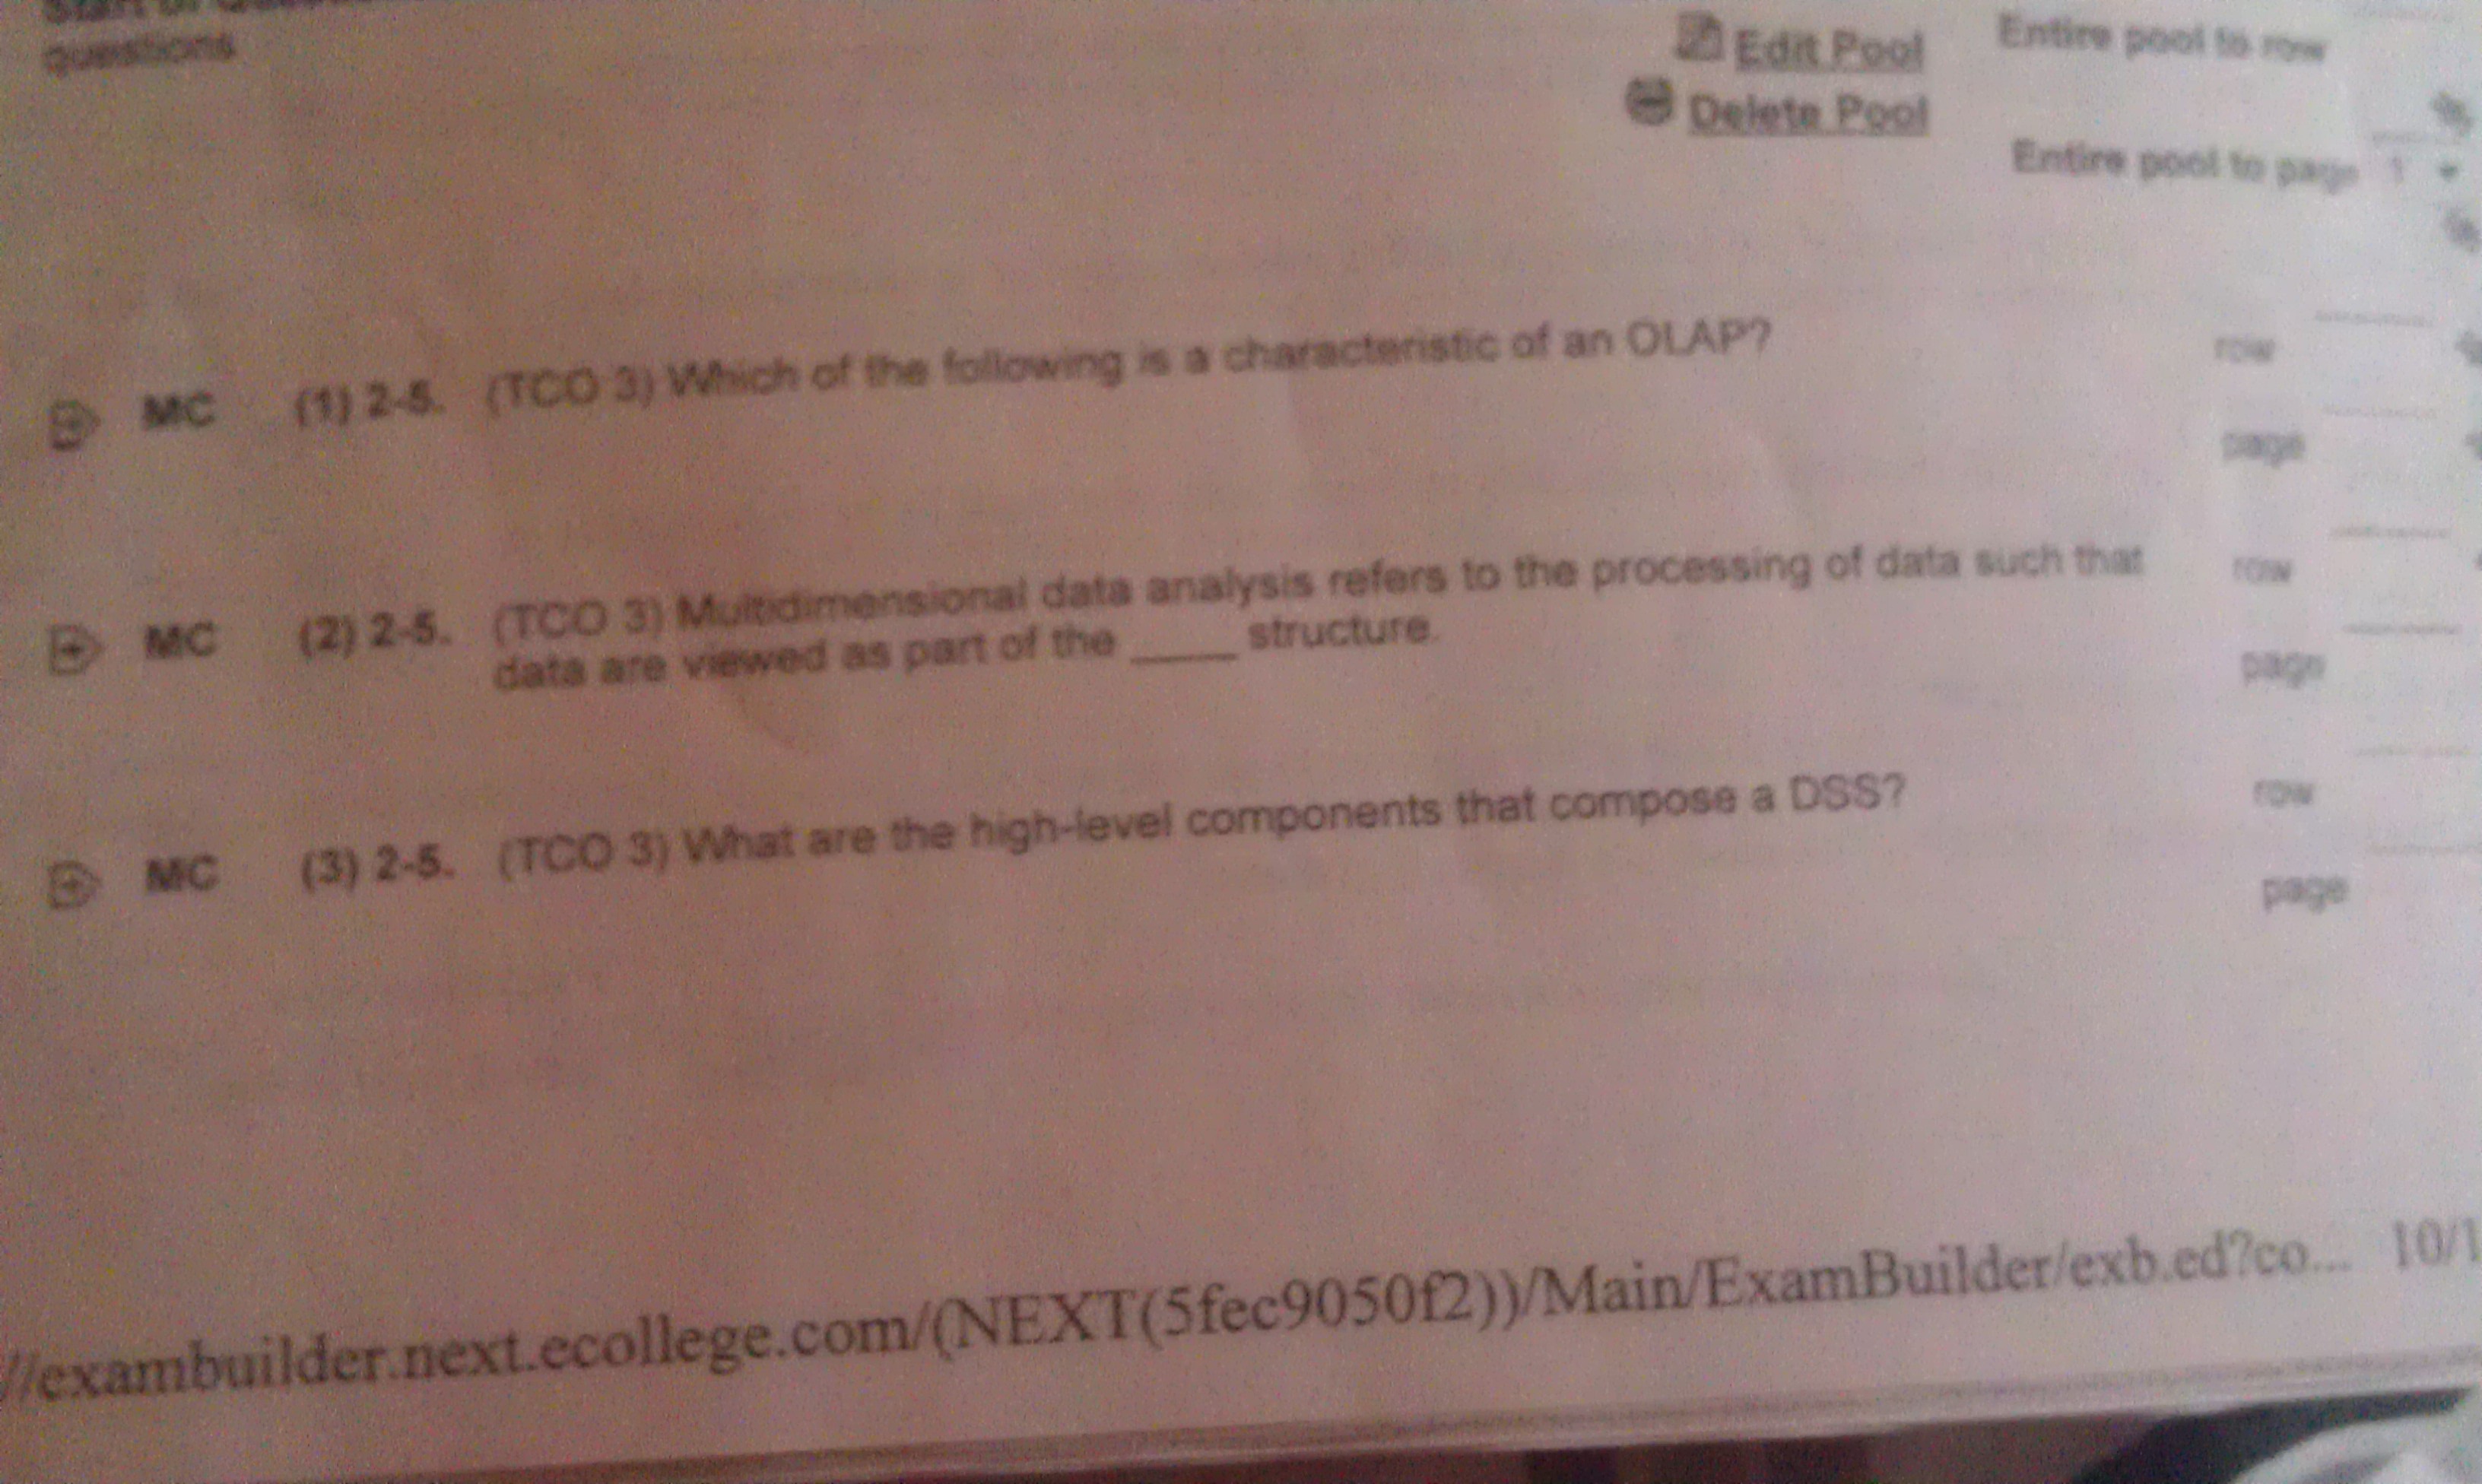 questions
Edit Pool
Entire pool to row
Delete Pool
Entire pool to page 1
MC (1) 2-5. (TCO 3) Which of the following is a characteristic of an OLAP?
row
page
MC (2) 2-5. (TCO 3) Multidimensional data analysis refers to the processing of data such that
data are viewed as part of the _____ structure.
row
page
MC (3) 2-5. (TCO 3) What are the high-level components that compose a DSS?
row
page
//exambuilder.next.ecollege.com/(NEXT(5fec9050f2))/Main/ExamBuilder/exb.ed?co... 10/1